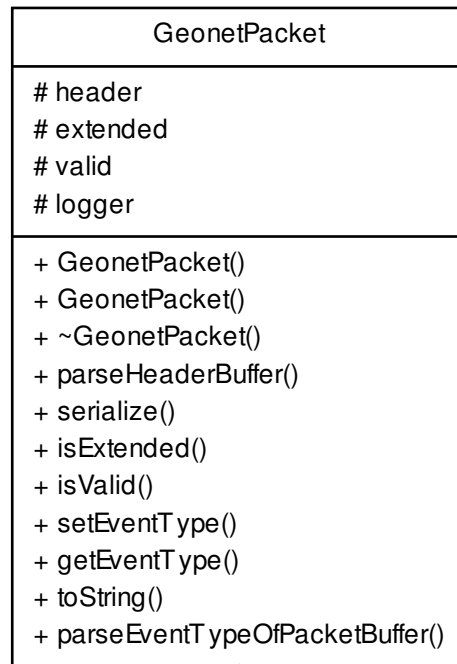 GeonetPacket
# header
# extended
# valid
# logger
+ GeonetPacket()
+ GeonetPacket()
+ ~GeonetPacket()
+ parseHeaderBuffer()
+ serialize()
+ isExtended()
+ isValid()
+ setEventType()
+ getEventType()
+ toString()
+ parseEventTypeOfPacketBuffer()